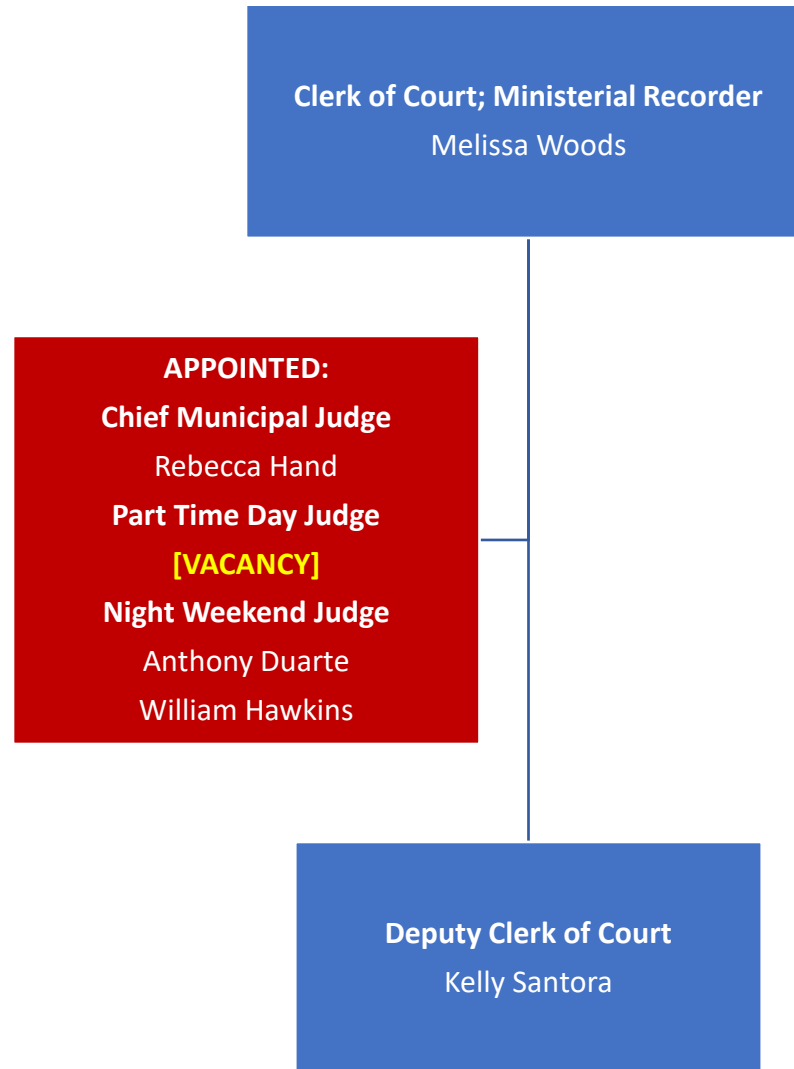 Clerk of Court; Ministerial Recorder
Melissa Woods
APPOINTED:
Chief Municipal Judge
Rebecca Hand
Part Time Day Judge
[VACANCY]
Night Weekend Judge
Anthony Duarte
William Hawkins
Deputy Clerk of Court
Kelly Santora